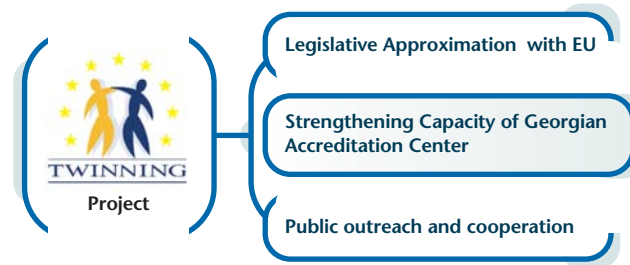 TWINNING
Project
Legislative Approximation with EU
Strengthening Capacity of Georgian
Accreditation Center
Public outreach and cooperation